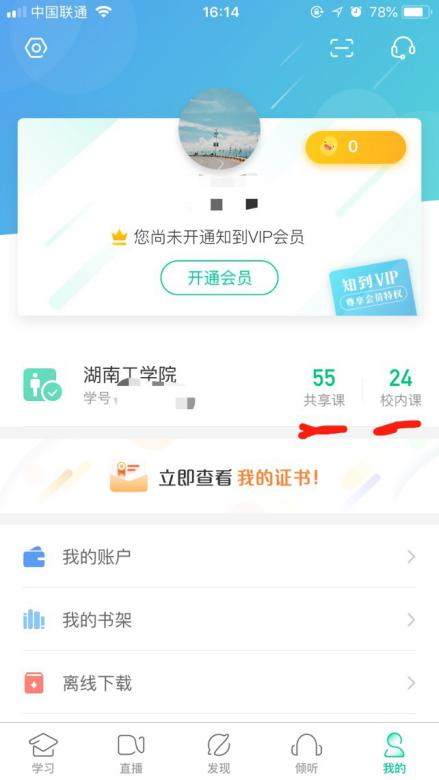 中国联通
16:14
78%
0
您尚未开通知到VIP会员
开通会员
知到VIP
尊享会员特权
湖南工学院
学号
55
共享课
24
校内课
立即查看 我的证书!
我的账户
我的书架
离线下载
学习
直播
发现
倾听
我的